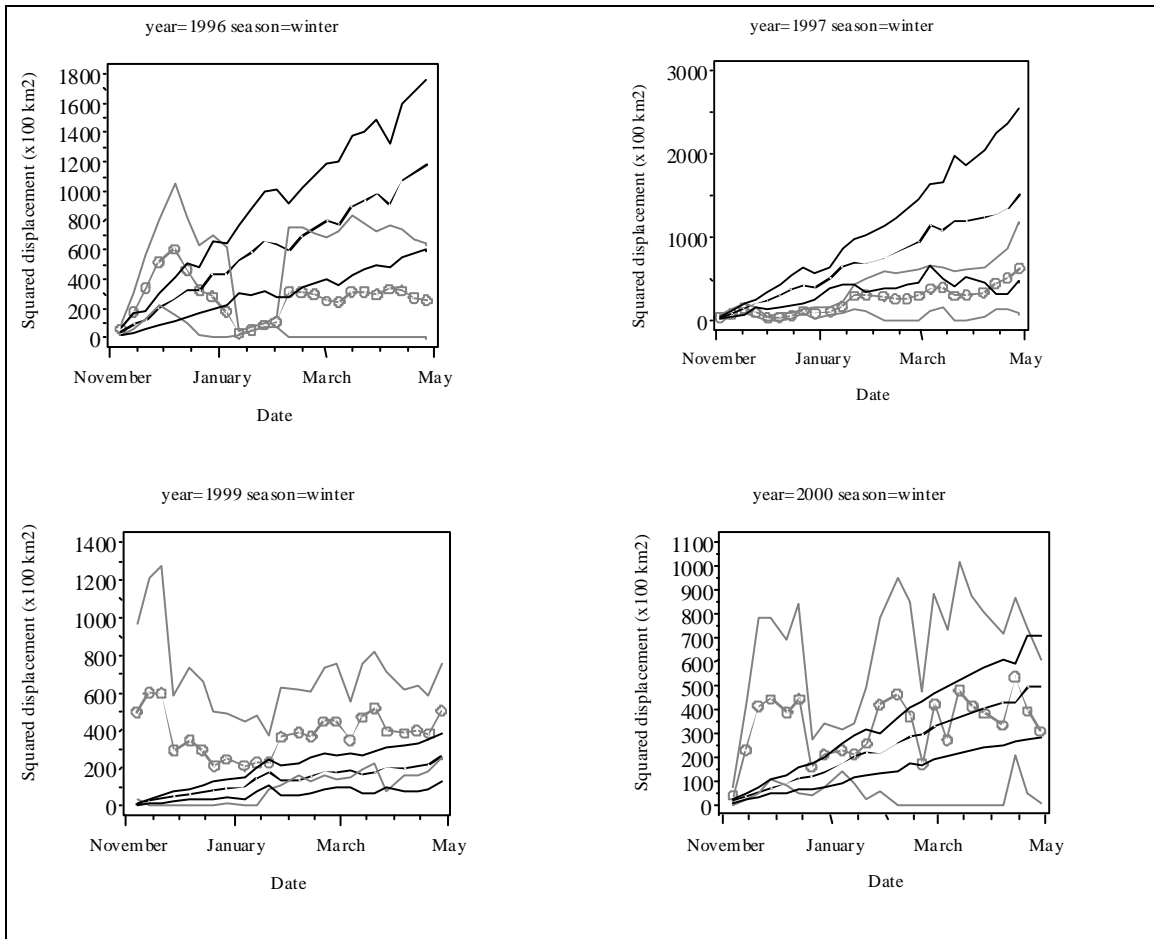 year=1996 season=winter
Squared displacement (x100 km2)
1800
1600
1400
1200
1000
800
600
400
200
0
November January March May
Date
year=1997 season=winter
Squared displacement (x100 km2)
3000
2000
1000
0
November January March May
Date
year=1999 season=winter
Squared displacement (x100 km2)
1400
1200
1000
800
600
400
200
0
November January March May
Date
year=2000 season=winter
Squared displacement (x100 km2)
1100
1000
900
800
700
600
500
400
300
200
100
0
November January March May
Date